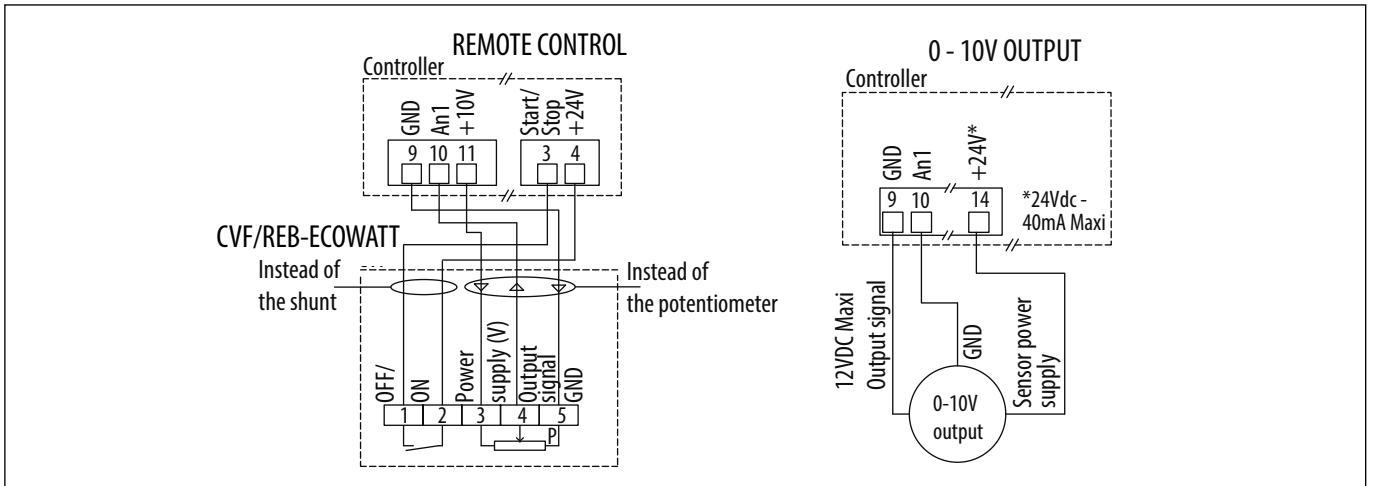 REMOTE CONTROL
Controller
GND
An1
+10V
Start/
Stop
+24V
9 10 11
3 4
CVF/REB-ECOWATT
Instead of
the shunt
Instead of
the potentiometer
OFF/
ON
Power
supply (V)
Output
signal
GND
1 2 3 4 5
P
0 - 10V OUTPUT
Controller
GND
An1
+24V*
9 10 14
*24Vdc -
40mA Maxi
12VDC Maxi
Output signal
GND
Sensor power
supply
0-10V
output